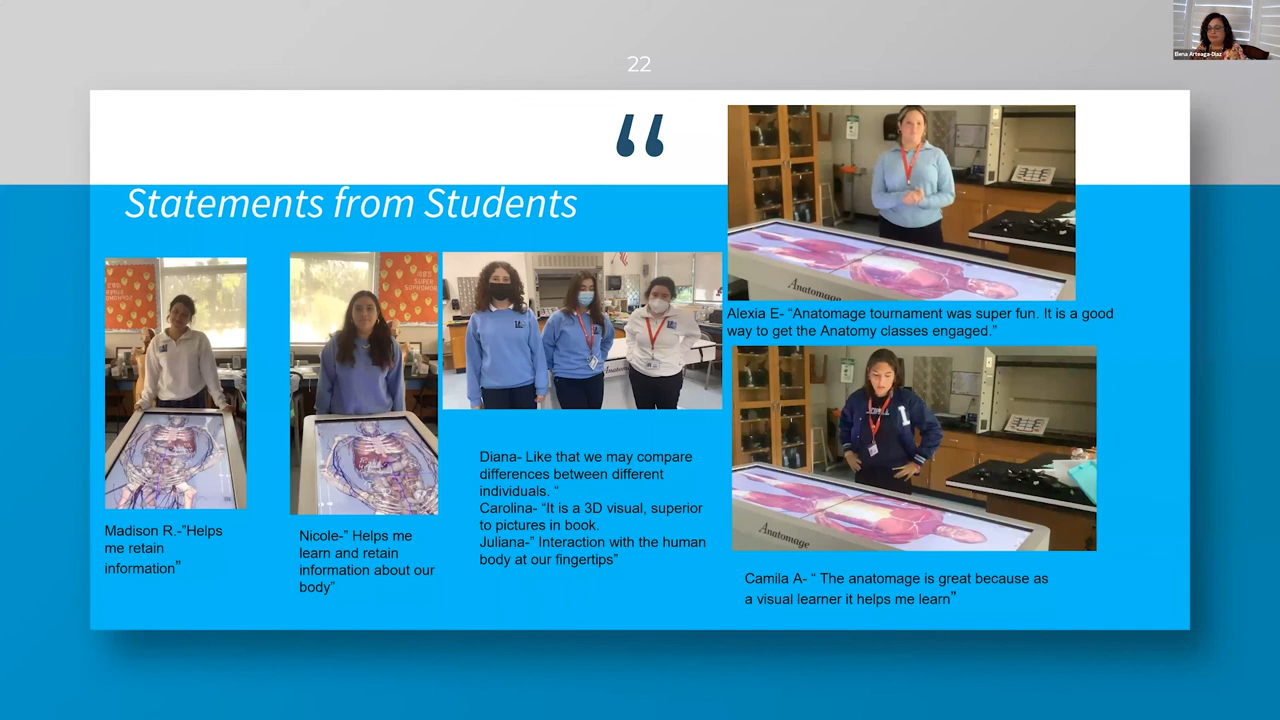 Elena Arteaga-Diaz
22
“
Statements from Students
Anatomage
Alexia E- “Anatomage tournament was super fun. It is a good
way to get the Anatomy classes engaged.”
100'S
SUPER
Anatomage
Diana- Like that we may compare
differences between different
individuals. “
Carolina- “It is a 3D visual, superior
to pictures in book.
Juliana-” Interaction with the human
body at our fingertips”
Madison R.-”Helps
me retain
information”
Nicole-” Helps me
learn and retain
information about our
body”
Camila A- “ The anatomage is great because as
a visual learner it helps me learn”